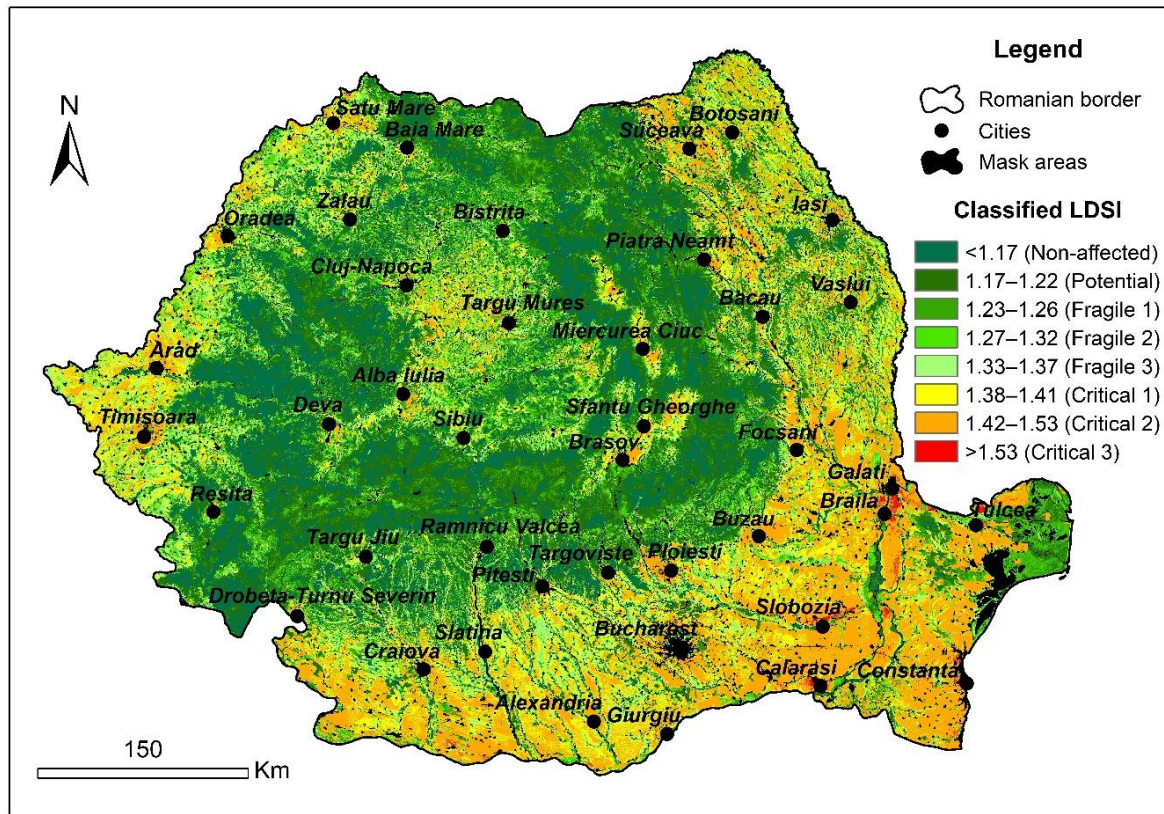 Legend
Romanian border
Cities
Mask areas
Classified LDSI
<1.17 (Non-affected)
1.17–1.22 (Potential)
1.23–1.26 (Fragile 1)
1.27–1.32 (Fragile 2)
1.33–1.37 (Fragile 3)
1.38–1.41 (Critical 1)
1.42–1.53 (Critical 2)
>1.53 (Critical 3)
N
Satu Mare
Baia Mare
Botosani
Suceava
Zalau
Oradea
Bistrita
Iasi
Cluj-Napoca
Piatra Neamt
Targu Mures
Bacau
Vaslui
Miercurea Ciuc
Arad
Alba Iulia
Timisoara
Deva
Sibiu
Sfantu Gheorghe
Brasov
Focsani
Galati
Braila
Resita
Tulcea
Targu Jiu
Ramnicu Valcea
Targoviste
Ploiesti
Buzau
Pitesti
Drobeta-Turnu Severin
Slatina
Craiova
Bucharest
Slobozia
Calarasi
Constanta
Alexandria
Giurgiu
150
Km